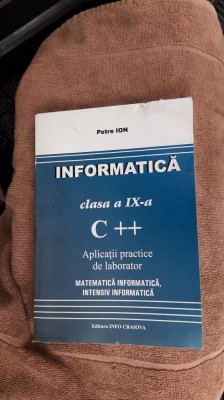 Petre ION
INFORMATICĂ
clasa a IX-a
C ++
Aplicații practice
de laborator
MATEMATICĂ INFORMATICĂ,
INTENSIV INFORMATICĂ
Editura INFO CRAIOVA